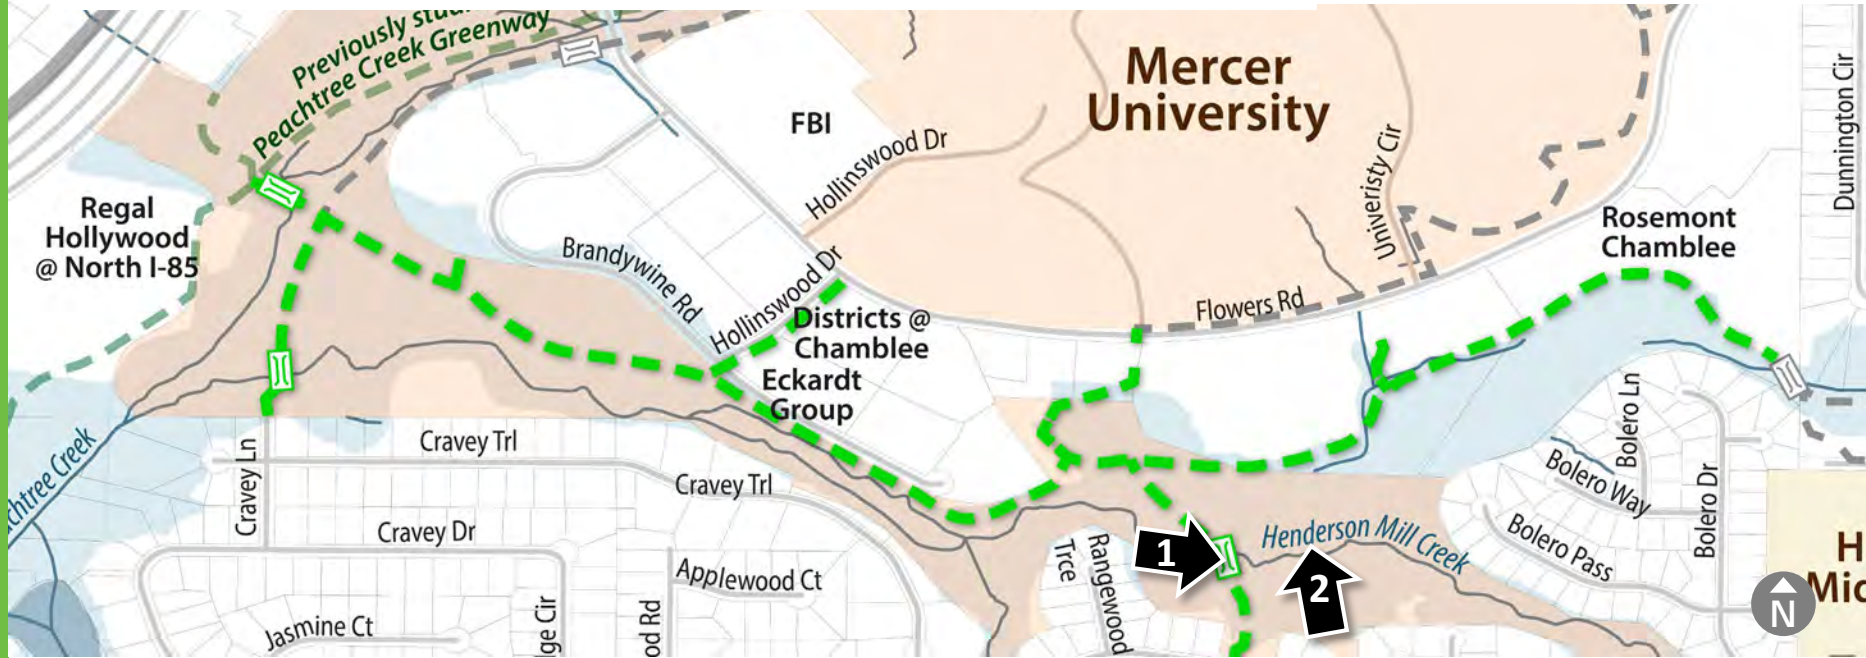 Previously stud
Peachtree Creek Greenway
Mercer
University
FBI
Hollinswood Dr
Univeristy Cir
Dunnington Cir
Regal
Hollywood
@ North I-85
Rosemont
Chamblee
Brandywine Rd
Hollinswood Dr
Flowers Rd
Districts @
Chamblee
Eckardt
Group
chtree Creek
Cravey Ln
Cravey Trl
Cravey Trl
Cravey Dr
Applewood Ct
Jasmine Ct
ge Cir
od Rd
Trce
Rangewood
1
2
Henderson Mill Creek
Bolero Ln
Bolero Way
Bolero Pass
Bolero Dr
H
Mic
N